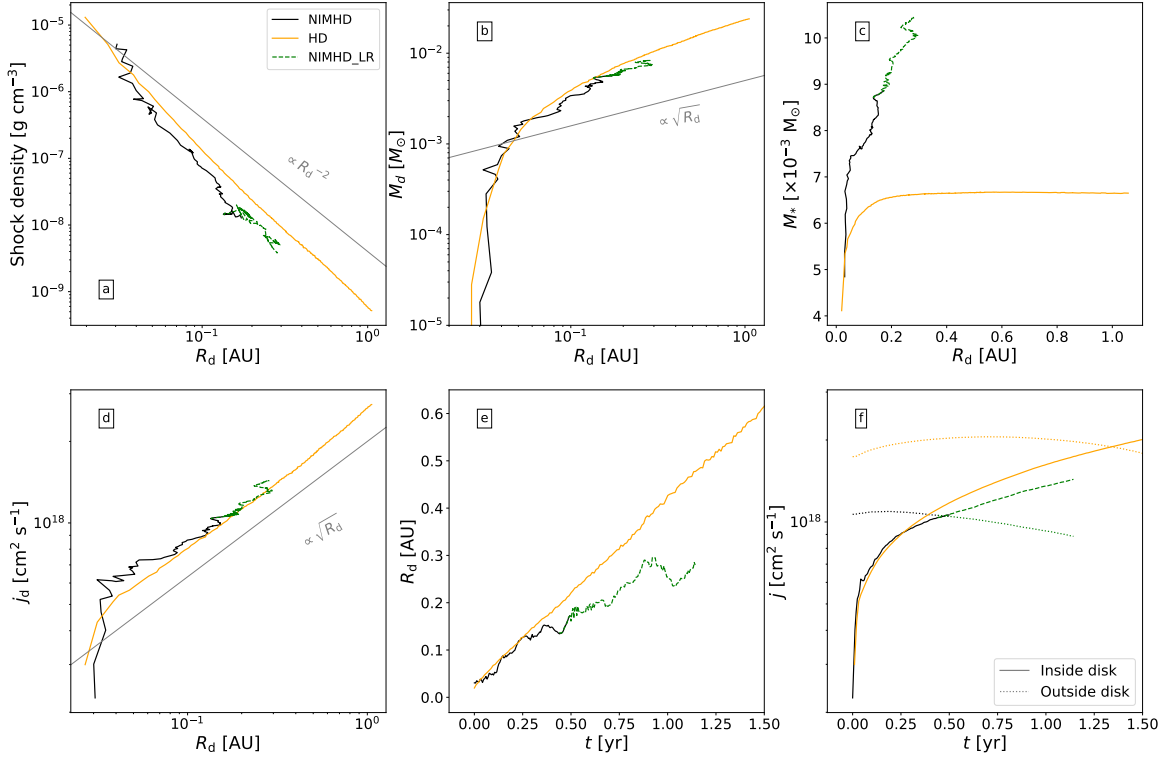 10⁻⁵
10⁻⁶
10⁻⁷
10⁻⁸
10⁻⁹
Shock density [g cm⁻³]
NIMHD
HD
NIMHD_LR
∝ R_d⁻²
a
10⁻¹
10⁰
R_d [AU]
10⁻²
10⁻³
10⁻⁴
10⁻⁵
M_d [M_⊙]
b
∝ √R_d
10⁻¹
10⁰
R_d [AU]
10
9
8
7
6
5
4
M_* [×10⁻³ M_⊙]
c
0.0
0.2
0.4
0.6
0.8
1.0
R_d [AU]
10¹⁸
j_d [cm² s⁻¹]
d
∝ √R_d
10⁻¹
10⁰
R_d [AU]
0.6
0.5
0.4
0.3
0.2
0.1
0.0
R_d [AU]
e
0.00
0.25
0.50
0.75
1.00
1.25
1.50
t [yr]
10¹⁸
j [cm² s⁻¹]
f
Inside disk
Outside disk
0.00
0.25
0.50
0.75
1.00
1.25
1.50
t [yr]